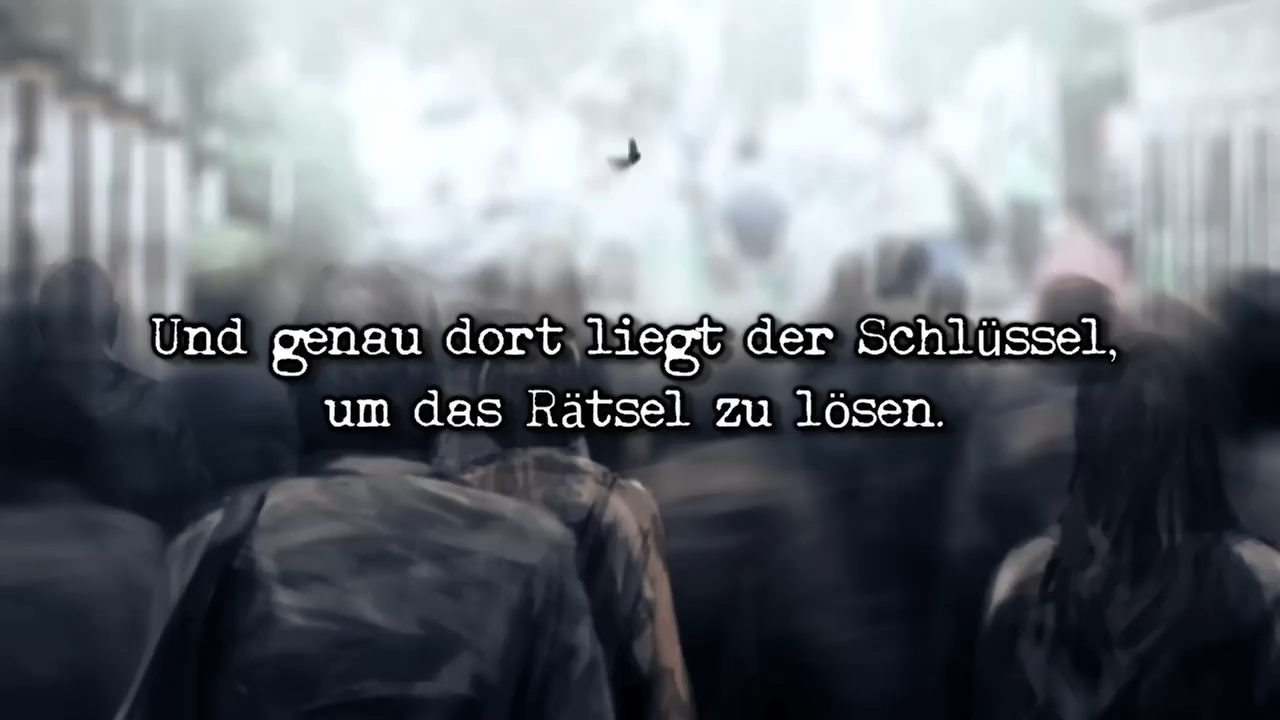 Und genau dort liegt der Schlüssel,
um das Rätsel zu lösen.